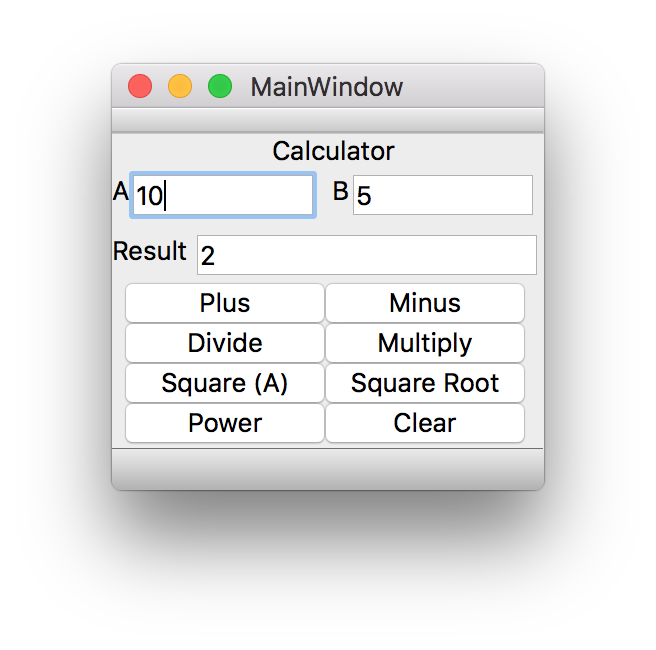 MainWindow
Calculator
A 10 B 5
Result 2
Plus Minus
Divide Multiply
Square (A) Square Root
Power Clear